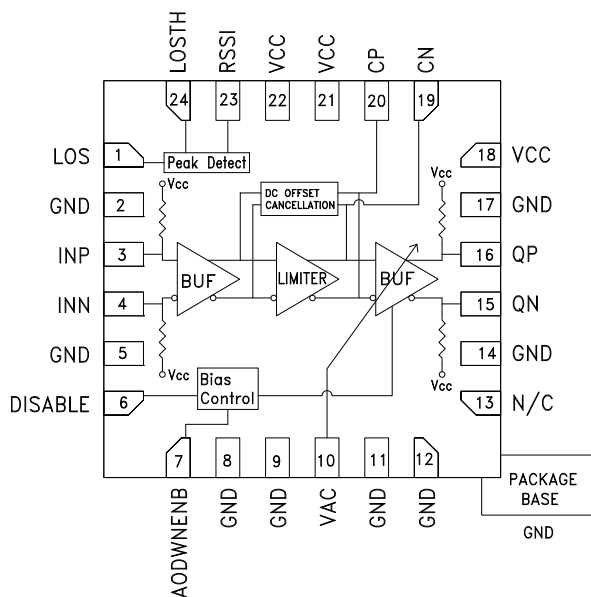 LOSTH
RSSI
VCC
VCC
CP
CN
24
23
22
21
20
19
LOS
1
Peak Detect
18
VCC
Vcc
Vcc
GND
2
DC OFFSET
CANCELLATION
17
GND
INP
3
16
QP
BUF
LIMITER
BUF
INN
4
15
QN
GND
5
14
GND
Vcc
Bias
Control
Vcc
DISABLE
6
13
N/C
7
8
9
10
11
12
AODWNENB
GND
GND
VAC
GND
GND
PACKAGE
BASE
GND